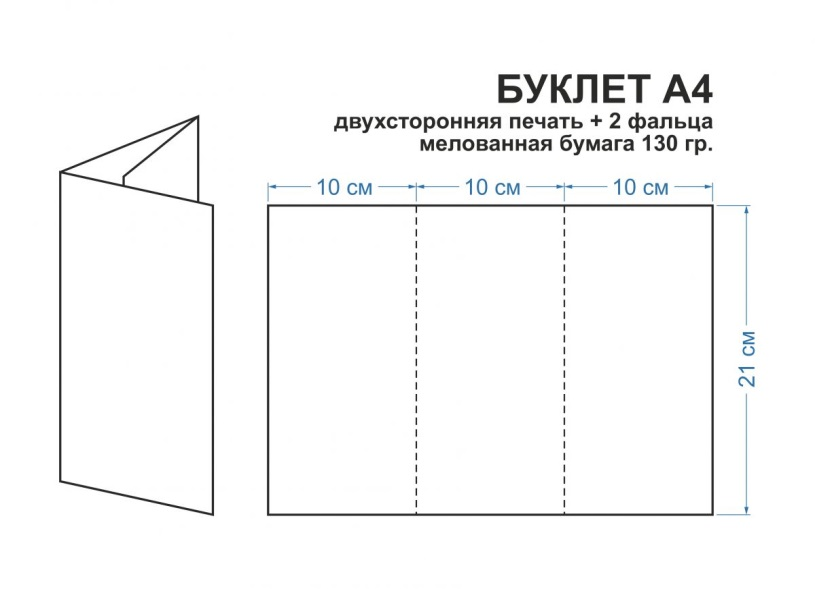 БУКЛЕТ А4
двухсторонняя печать + 2 фальца
мелованная бумага 130 гр.
10 см 10 см 10 см
21 см